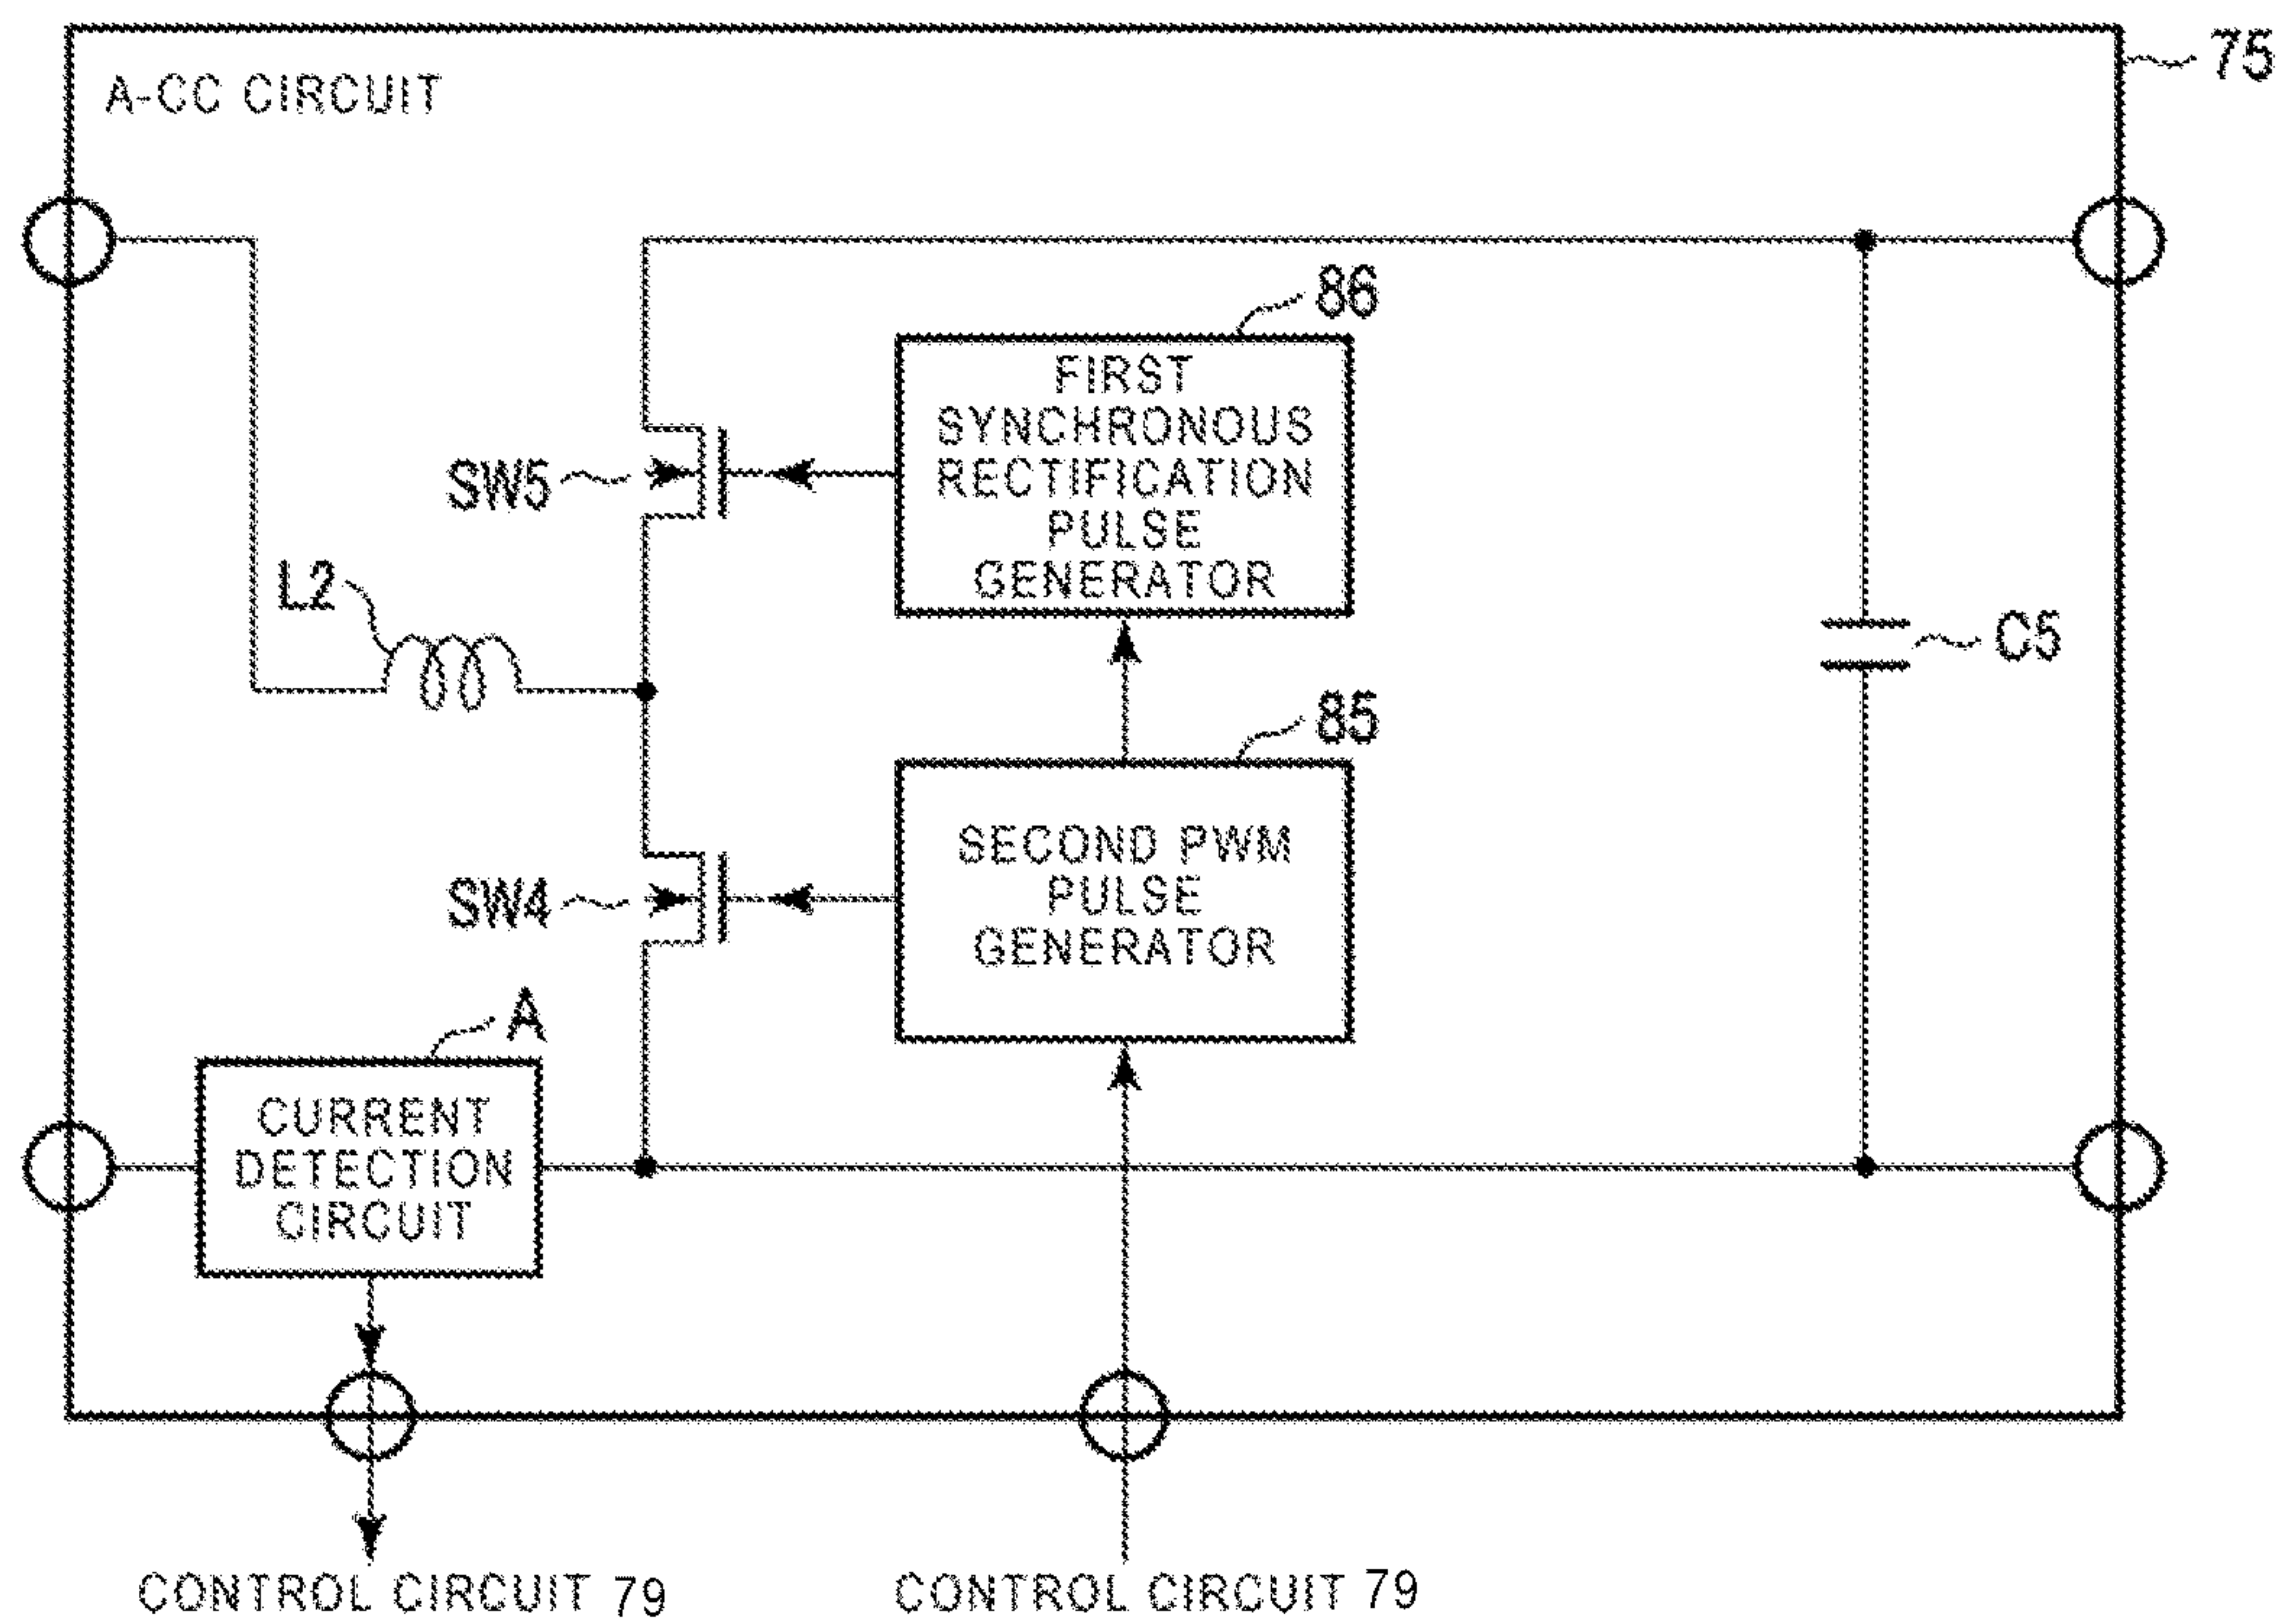 75
A-CC CIRCUIT
86
FIRST
SYNCHRONOUS
RECTIFICATION
PULSE
GENERATOR
SW5
L2
C5
85
SECOND PWM
PULSE
GENERATOR
SW4
A
CURRENT
DETECTION
CIRCUIT
CONTROL CIRCUIT 79
CONTROL CIRCUIT 79